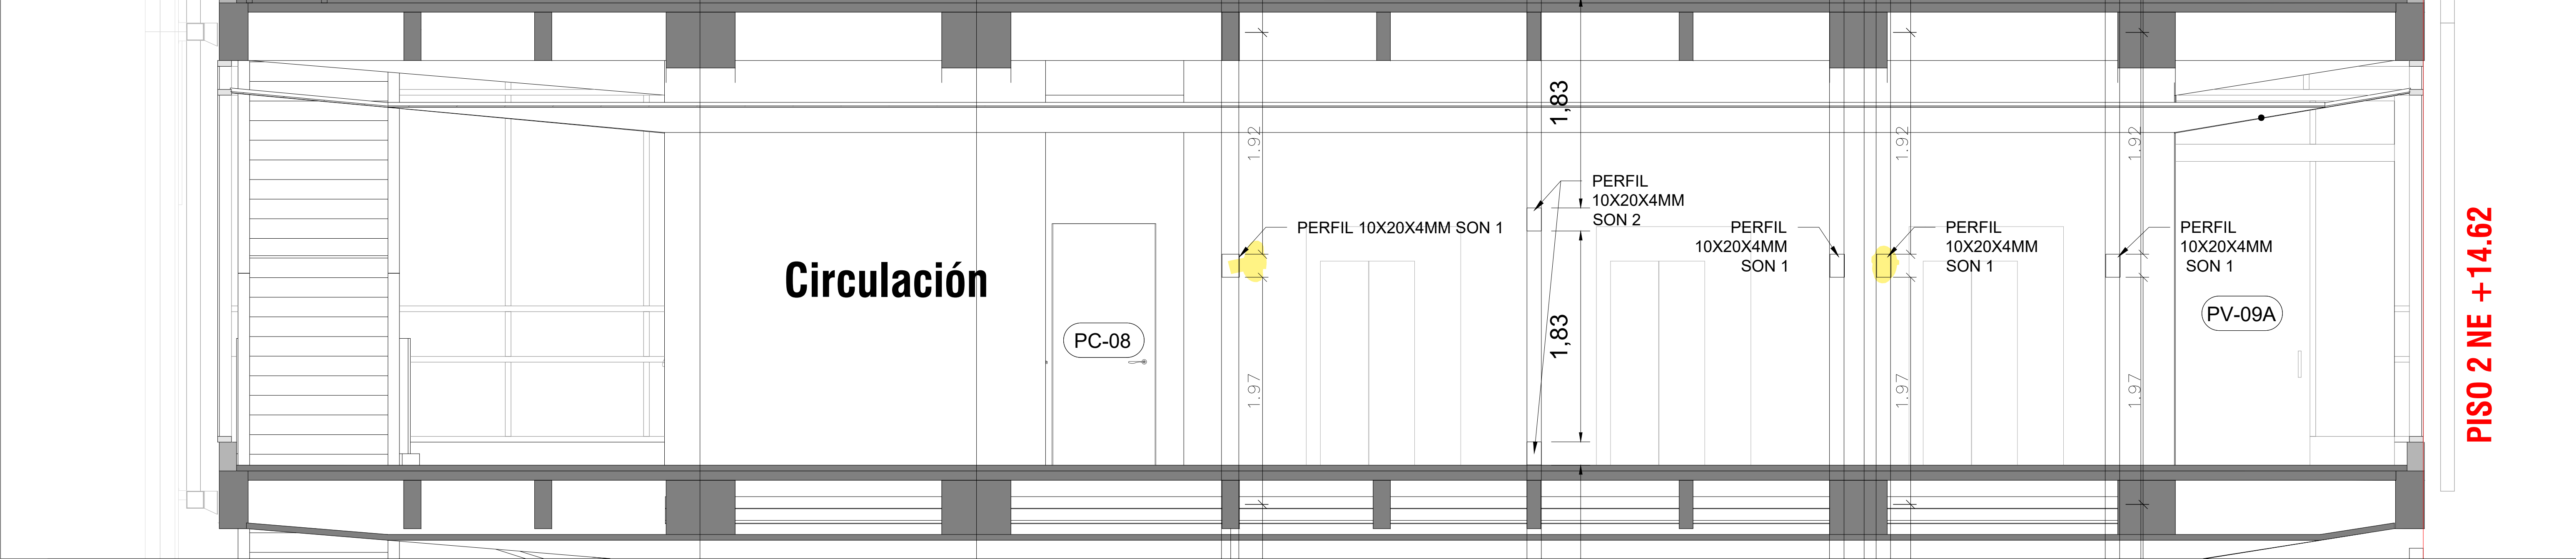 1,83
1.92
1.92
1.92
PERFIL
10X20X4MM
SON 2
PERFIL 10X20X4MM SON 1
PERFIL
10X20X4MM
SON 1
PERFIL
10X20X4MM
SON 1
PERFIL
10X20X4MM
SON 1
Circulación
PC-08
PV-09A
1,83
1.97
1.97
1.97
PISO 2 NE +14.62